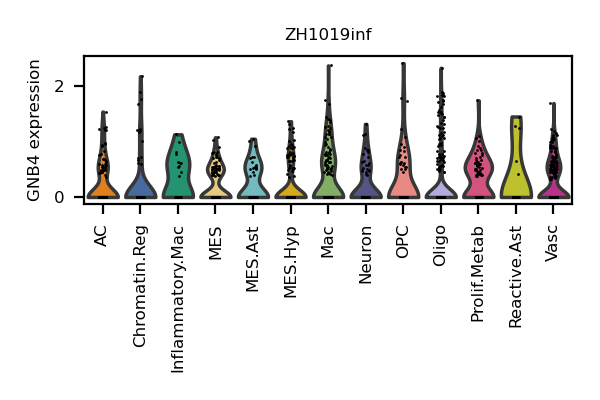 ZH1019inf
GNB4 expression
2
0
AC
Chromatin.Reg
Inflammatory.Mac
MES
MES.Ast
MES.Hyp
Mac
Neuron
OPC
Oligo
Prolif.Metab
Reactive.Ast
Vasc